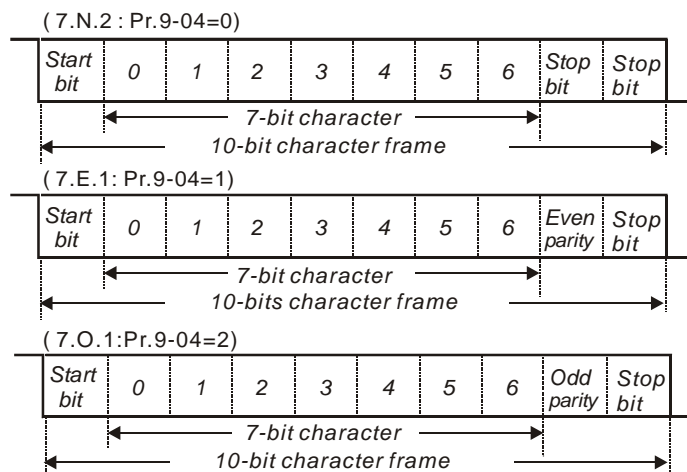 ( 7.N.2 : Pr.9-04=0)
Start bit 0 1 2 3 4 5 6 Stop bit Stop bit
7-bit character
10-bit character frame
( 7.E.1: Pr.9-04=1)
Start bit 0 1 2 3 4 5 6 Even parity Stop bit
7-bit character
10-bits character frame
( 7.O.1:Pr.9-04=2)
Start bit 0 1 2 3 4 5 6 Odd parity Stop bit
7-bit character
10-bit character frame